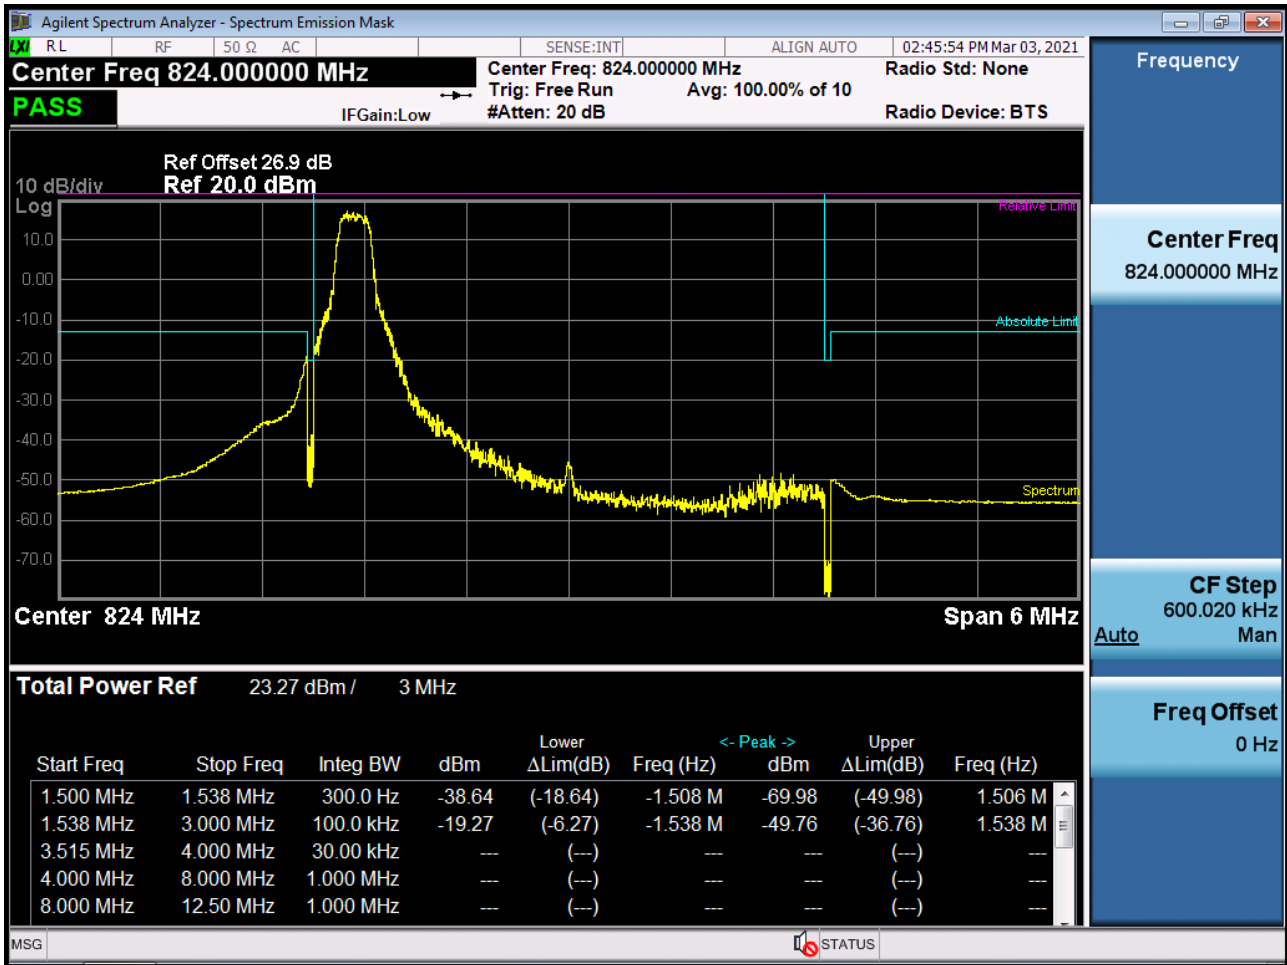 Agilent Spectrum Analyzer - Spectrum Emission Mask
LXI RL RF 50 Ω AC SENSE:INT ALIGN AUTO 02:45:54 PM Mar 03, 2021
Center Freq 824.000000 MHz
Center Freq: 824.000000 MHz Radio Std: None
Trig: Free Run Avg: 100.00% of 10
PASS
IFGain:Low #Atten: 20 dB Radio Device: BTS
Ref Offset 26.9 dB
10 dB/div Ref 20.0 dBm
Log
Relative Limit
10.0
0.00
-10.0
Absolute Limit
-20.0
-30.0
-40.0
-50.0
Spectrum
-60.0
-70.0
Center 824 MHz Span 6 MHz
Total Power Ref 23.27 dBm / 3 MHz
Lower <- Peak -> Upper
Start Freq Stop Freq Integ BW dBm ΔLim(dB) Freq (Hz) dBm ΔLim(dB) Freq (Hz)
1.500 MHz 1.538 MHz 300.0 Hz -38.64 (-18.64) -1.508 M -69.98 (-49.98) 1.506 M
1.538 MHz 3.000 MHz 100.0 kHz -19.27 (-6.27) -1.538 M -49.76 (-36.76) 1.538 M
3.515 MHz 4.000 MHz 30.00 kHz --- (---) --- --- (---) ---
4.000 MHz 8.000 MHz 1.000 MHz --- (---) --- --- (---) ---
8.000 MHz 12.50 MHz 1.000 MHz --- (---) --- --- (---) ---
MSG STATUS
Frequency
Center Freq
824.000000 MHz
CF Step
600.020 kHz
Auto Man
Freq Offset
0 Hz